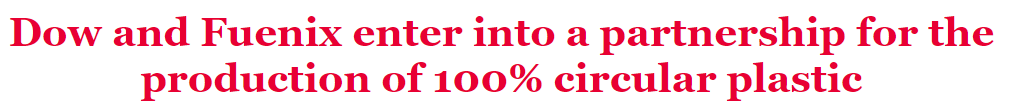 Dow and Fuenix enter into a partnership for the
production of 100% circular plastic